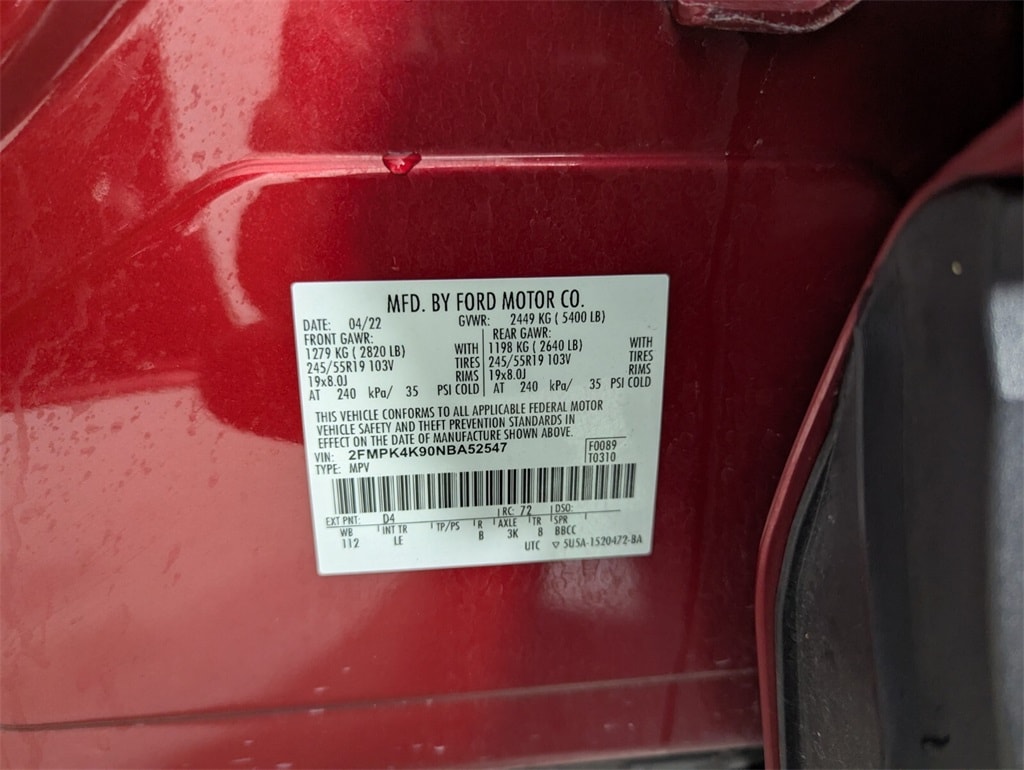 MFD. BY FORD MOTOR CO.
DATE: 04/22 GVWR: 2449 KG ( 5400 LB)
FRONT GAWR: REAR GAWR:
1279 KG ( 2820 LB) WITH 1198 KG ( 2640 LB) WITH
245/55R19 103V TIRES 245/55R19 103V TIRES
19x8.0J RIMS 19x8.0J RIMS
AT 240 kPa/ 35 PSI COLD AT 240 kPa/ 35 PSI COLD
THIS VEHICLE CONFORMS TO ALL APPLICABLE FEDERAL MOTOR
VEHICLE SAFETY AND THEFT PREVENTION STANDARDS IN
EFFECT ON THE DATE OF MANUFACTURE SHOWN ABOVE.
VIN: 2FMPK4K90NBA52547 F0089
TYPE: MPV T0310
EXT PNT: D4 RC: 72 DSO:
WB INT TR TP/PS R AXLE TR SPR
112 LE B 3K 8 BBCC
UTC ▽ 5U5A-1520472-BA